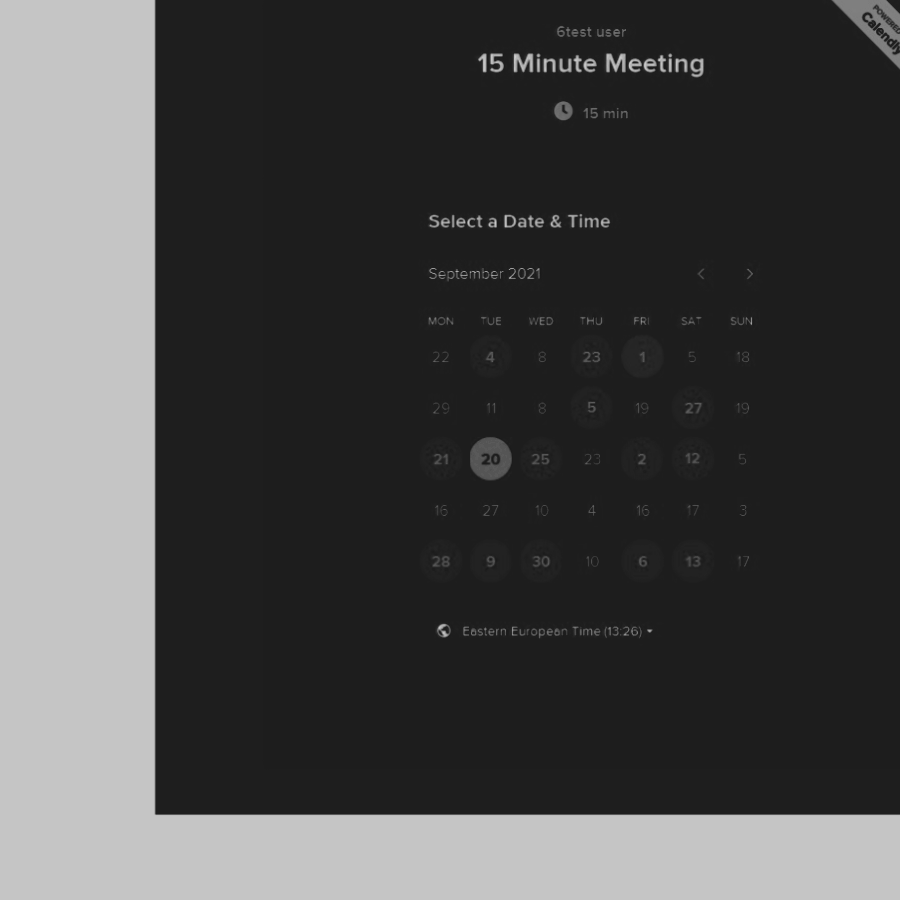 6test user
POWERED
Calendly
15 Minute Meeting
15 min
Select a Date & Time
September 2021
MON TUE WED THU FRI SAT SUN
22 4 8 23 1 5 18
29 11 8 5 19 27 19
21 20 25 23 2 12 5
16 27 10 4 16 17 3
28 9 30 10 6 13 17
Eastern European Time (13:26)